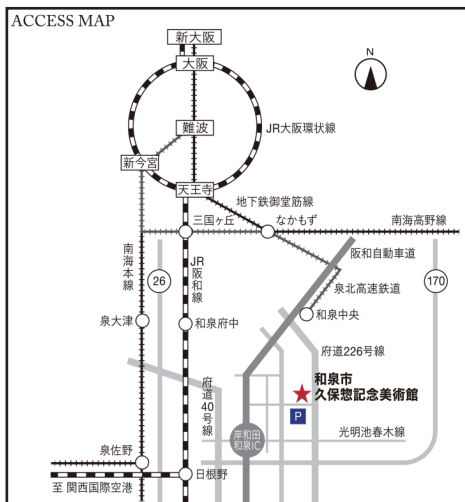 ACCESS MAP
新大阪
大阪
N
難波
JR大阪環状線
新今宮
天王寺
地下鉄御堂筋線
三国ヶ丘
なかもず
南海高野線
南海本線
26
JR阪和線
阪和自動車道
泉北高速鉄道
170
泉大津
和泉府中
和泉中央
府道226号線
府道40号線
和泉市
久保惣記念美術館
P
岸和田
和泉IC
光明池春木線
泉佐野
日根野
至 関西国際空港